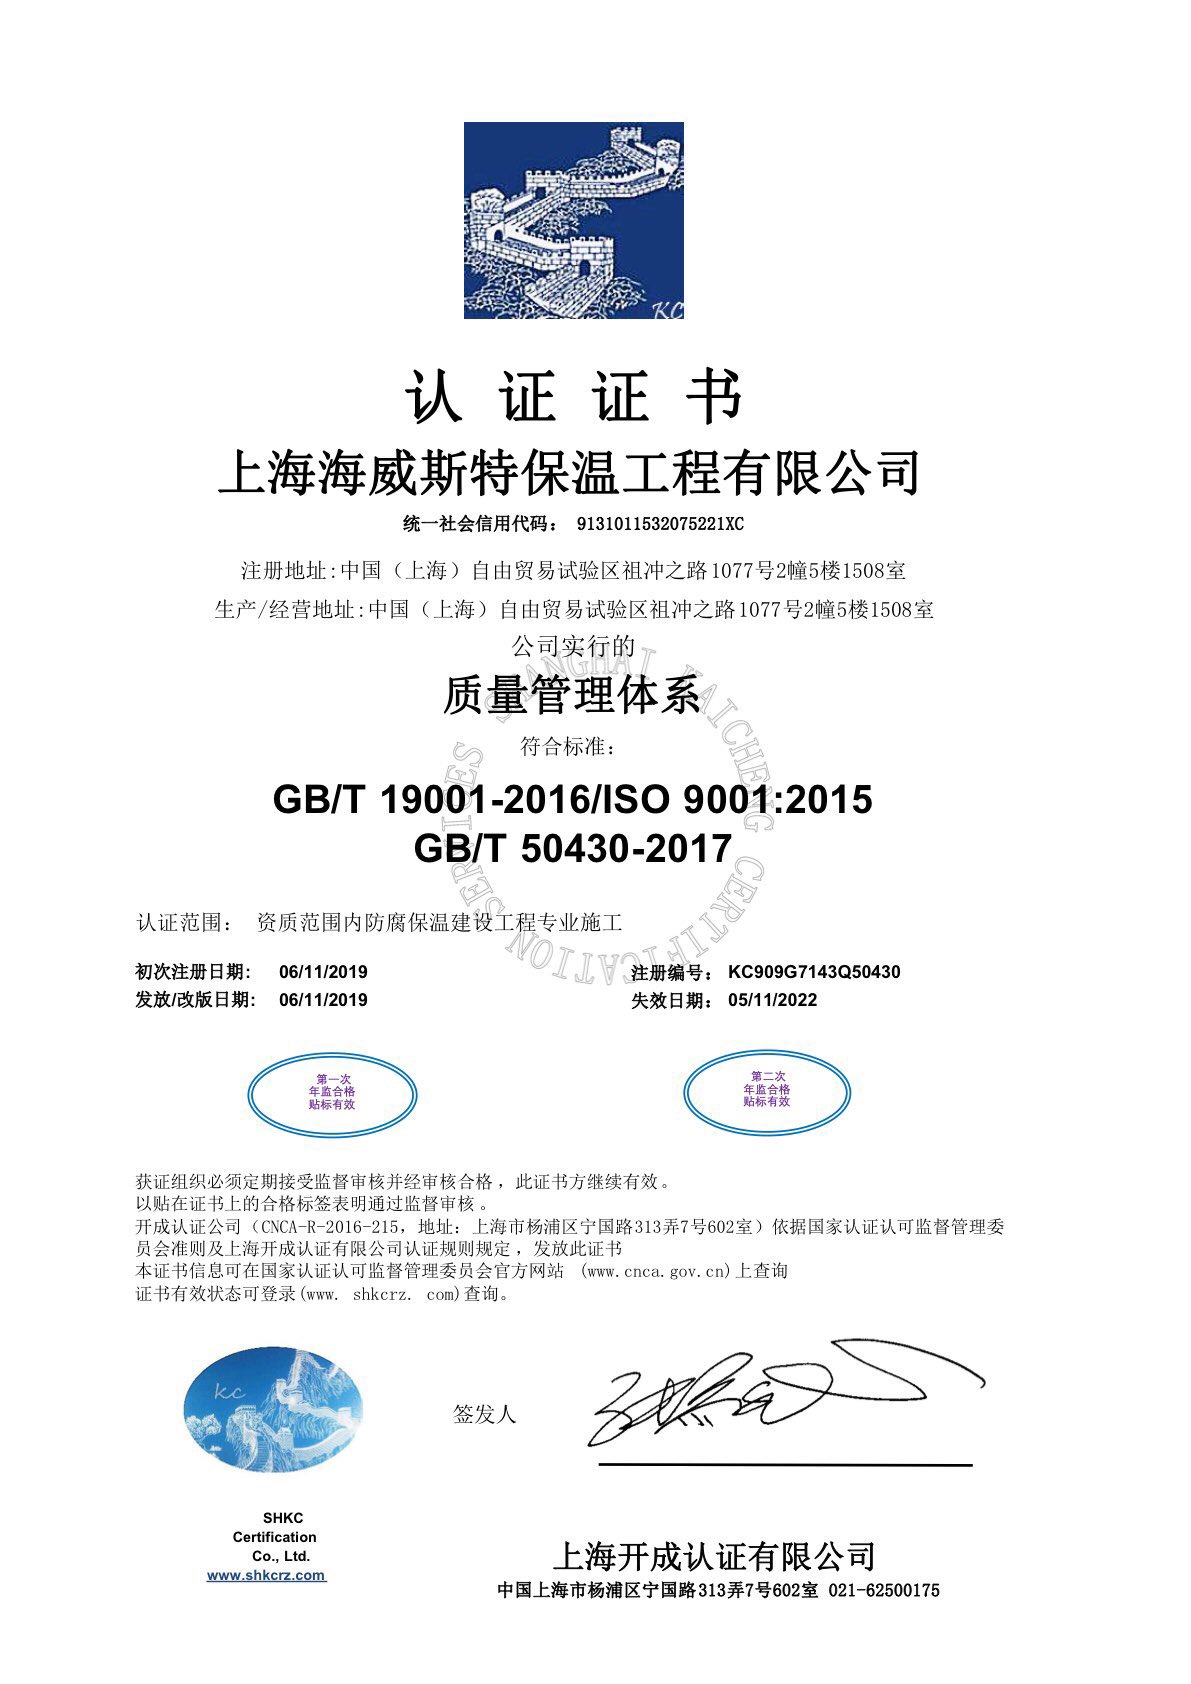 KC
认 证 证 书
上海海威斯特保温工程有限公司
统一社会信用代码： 9131011532075221XC
注册地址:中国（上海）自由贸易试验区祖冲之路1077号2幢5楼1508室
生产/经营地址:中国（上海）自由贸易试验区祖冲之路1077号2幢5楼1508室
公司实行的
质量管理体系
符合标准：
GB/T 19001-2016/ISO 9001:2015
GB/T 50430-2017
SHANGHAI KAICHENG CERTIFICATION SERVICES
认证范围： 资质范围内防腐保温建设工程专业施工
初次注册日期: 06/11/2019 注册编号： KC909G7143Q50430
发放/改版日期: 06/11/2019 失效日期： 05/11/2022
第一次
年监合格
贴标有效
第二次
年监合格
贴标有效
获证组织必须定期接受监督审核并经审核合格，此证书方继续有效。
以贴在证书上的合格标签表明通过监督审核。
开成认证公司（CNCA-R-2016-215，地址：上海市杨浦区宁国路313弄7号602室）依据国家认证认可监督管理委
员会准则及上海开成认证有限公司认证规则规定，发放此证书
本证书信息可在国家认证认可监督管理委员会官方网站 (www.cnca.gov.cn)上查询
证书有效状态可登录(www. shkcrz. com)查询。
kc
签发人
SHKC
Certification
Co., Ltd.
www.shkcrz.com
上海开成认证有限公司
中国上海市杨浦区宁国路313弄7号602室 021-62500175